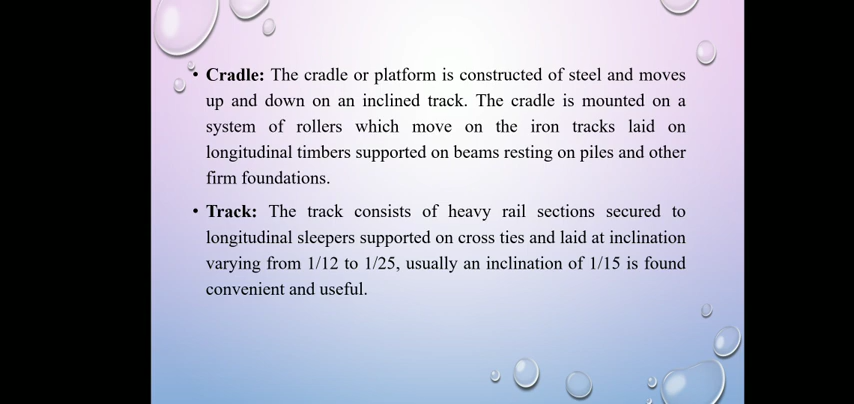 • Cradle: The cradle or platform is constructed of steel and moves
up and down on an inclined track. The cradle is mounted on a
system of rollers which move on the iron tracks laid on
longitudinal timbers supported on beams resting on piles and other
firm foundations.
• Track: The track consists of heavy rail sections secured to
longitudinal sleepers supported on cross ties and laid at inclination
varying from 1/12 to 1/25, usually an inclination of 1/15 is found
convenient and useful.